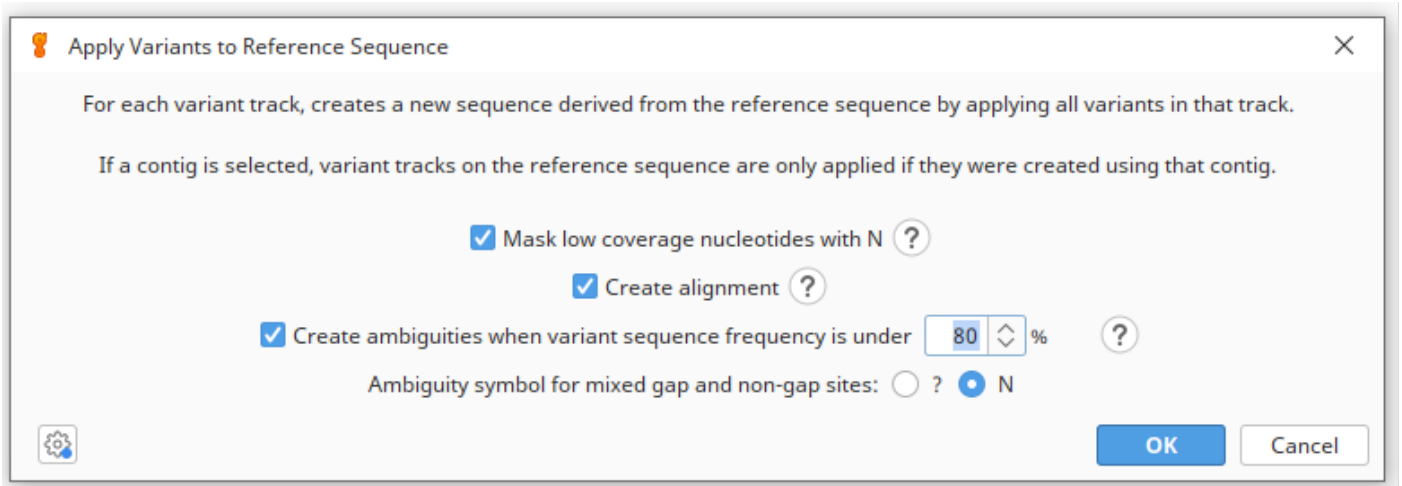 Apply Variants to Reference Sequence
For each variant track, creates a new sequence derived from the reference sequence by applying all variants in that track.
If a contig is selected, variant tracks on the reference sequence are only applied if they were created using that contig.
Mask low coverage nucleotides with N ?
Create alignment ?
Create ambiguities when variant sequence frequency is under 80 % ?
Ambiguity symbol for mixed gap and non-gap sites: ? N
OK Cancel